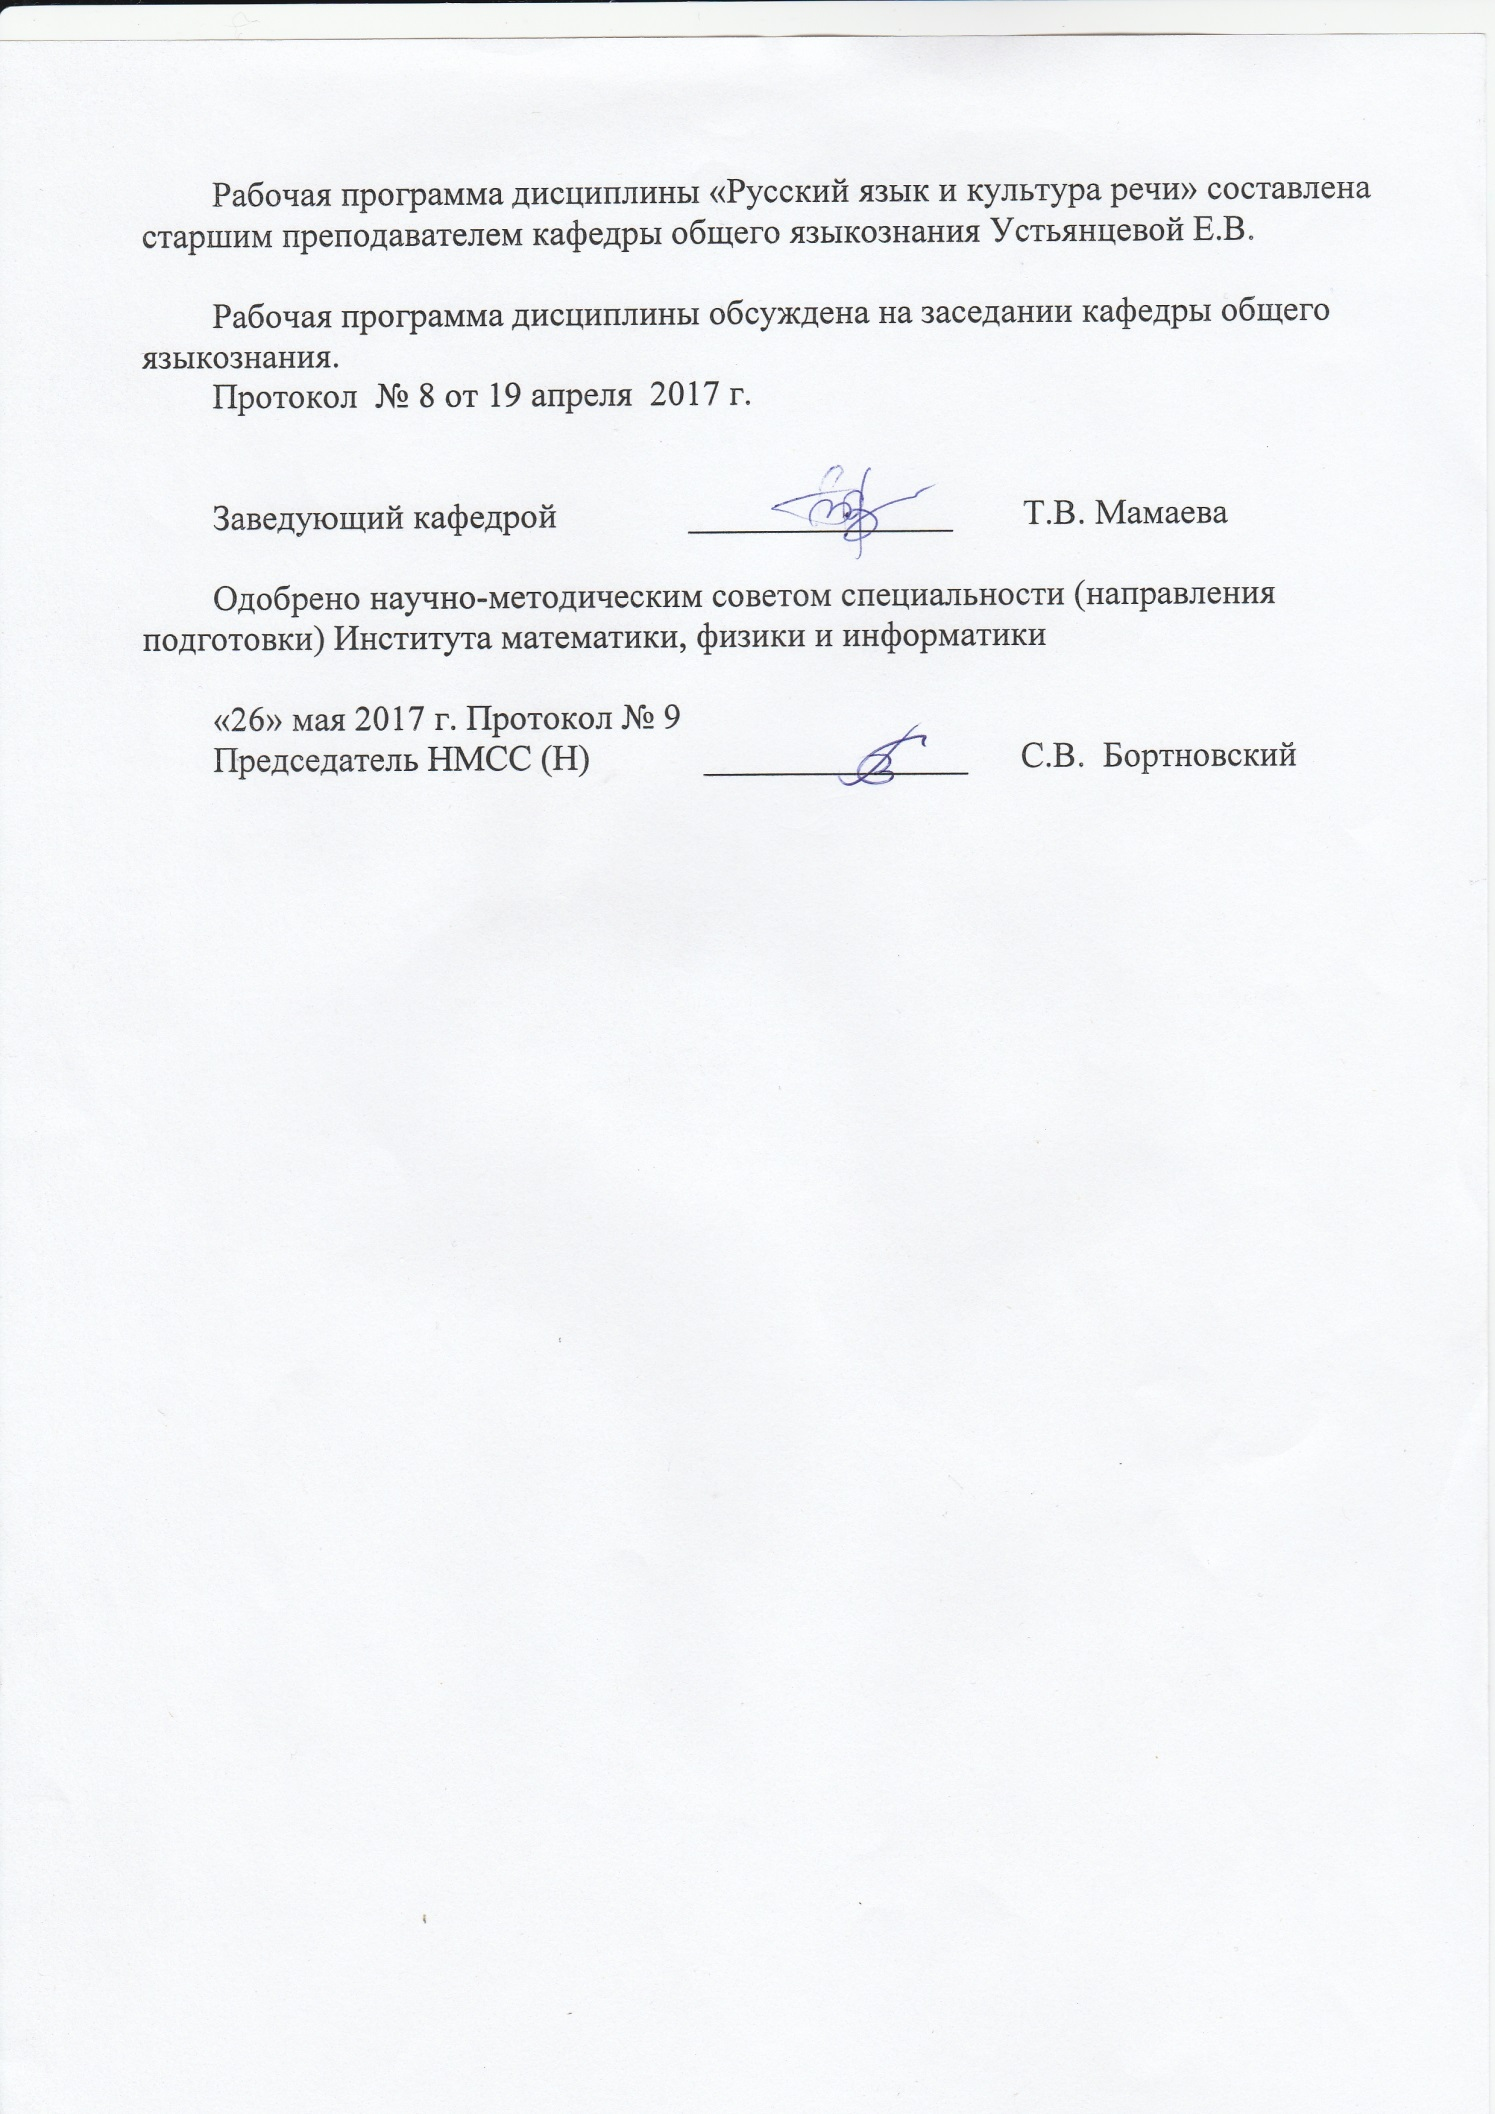 Рабочая программа дисциплины «Русский язык и культура речи» составлена
старшим преподавателем кафедры общего языкознания Устьянцевой Е.В.
Рабочая программа дисциплины обсуждена на заседании кафедры общего
языкознания.
Протокол № 8 от 19 апреля 2017 г.
Заведующий кафедрой ______________ Т.В. Мамаева
Одобрено научно-методическим советом специальности (направления
подготовки) Института математики, физики и информатики
«26» мая 2017 г. Протокол № 9
Председатель НМСС (Н) ______________ С.В. Бортновский